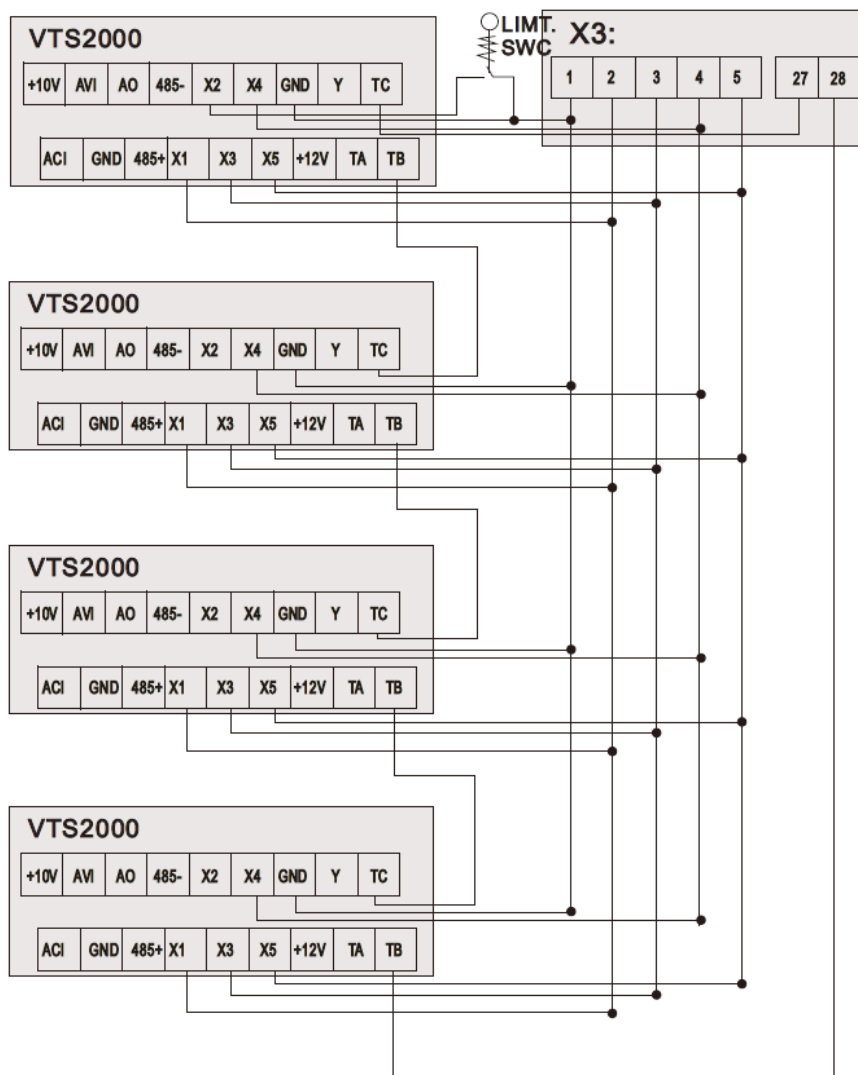 VTS2000
+10V AVI AO 485- X2 X4 GND Y TC
ACI GND 485+ X1 X3 X5 +12V TA TB
LIMT.
SWC
X3:
1 2 3 4 5 27 28
VTS2000
+10V AVI AO 485- X2 X4 GND Y TC
ACI GND 485+ X1 X3 X5 +12V TA TB
VTS2000
+10V AVI AO 485- X2 X4 GND Y TC
ACI GND 485+ X1 X3 X5 +12V TA TB
VTS2000
+10V AVI AO 485- X2 X4 GND Y TC
ACI GND 485+ X1 X3 X5 +12V TA TB